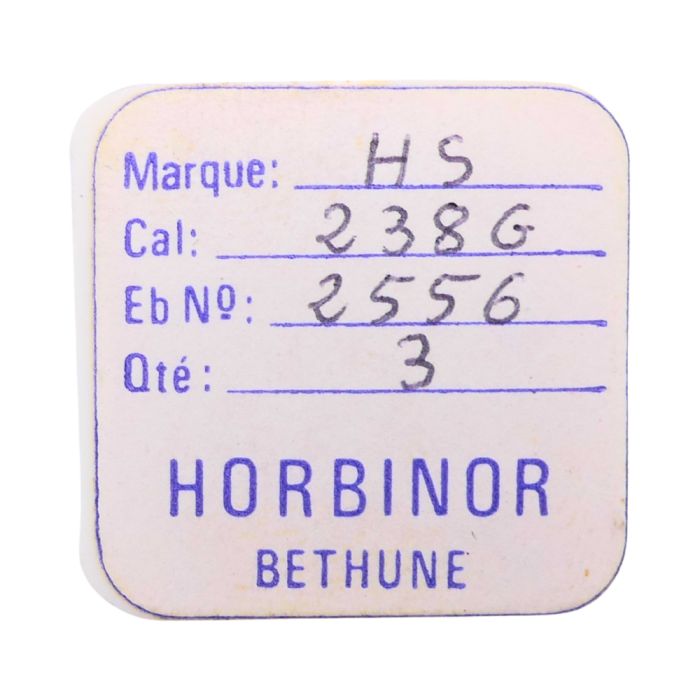 Marque: HS
Cal: 238G
Eb Nº: 2556
Qté: 3
HORBINOR
BETHUNE